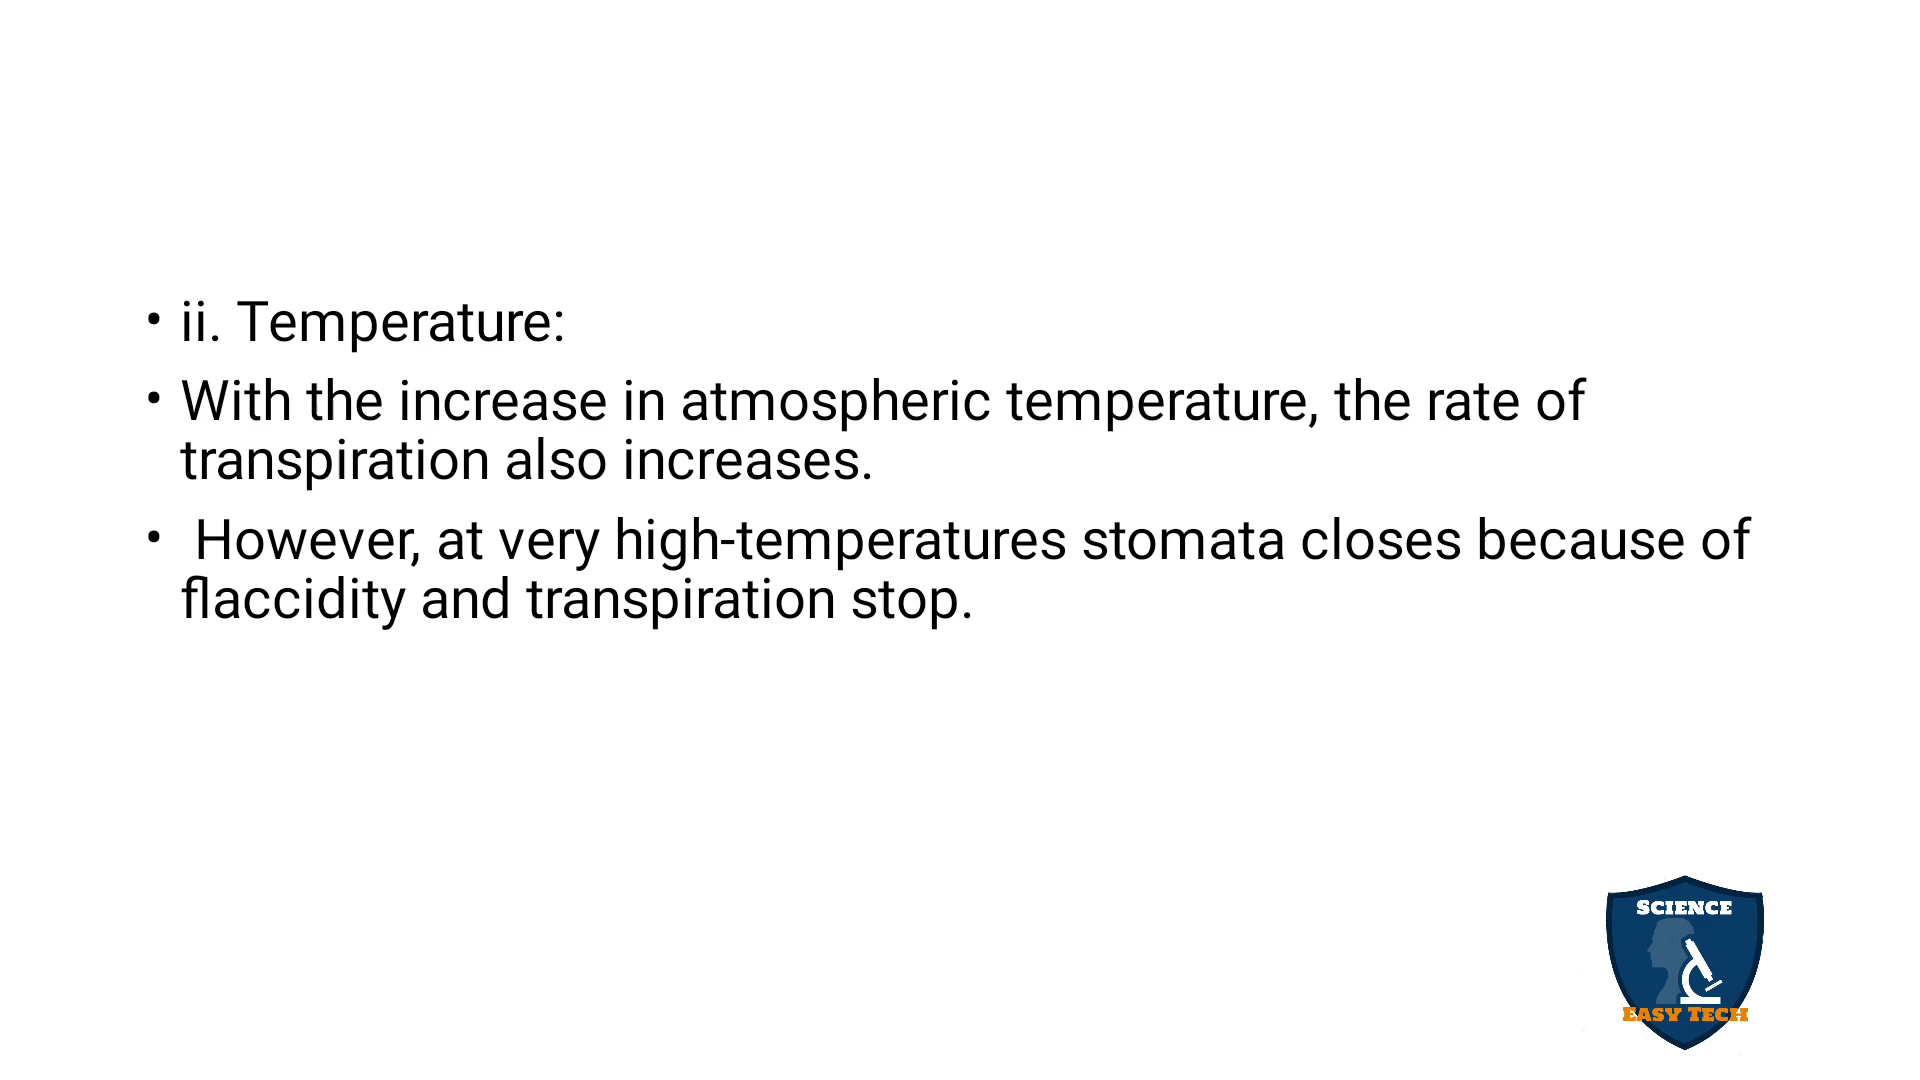 • ii. Temperature:
• With the increase in atmospheric temperature, the rate of
transpiration also increases.
• However, at very high-temperatures stomata closes because of
flaccidity and transpiration stop.
SCIENCE
EASY TECH